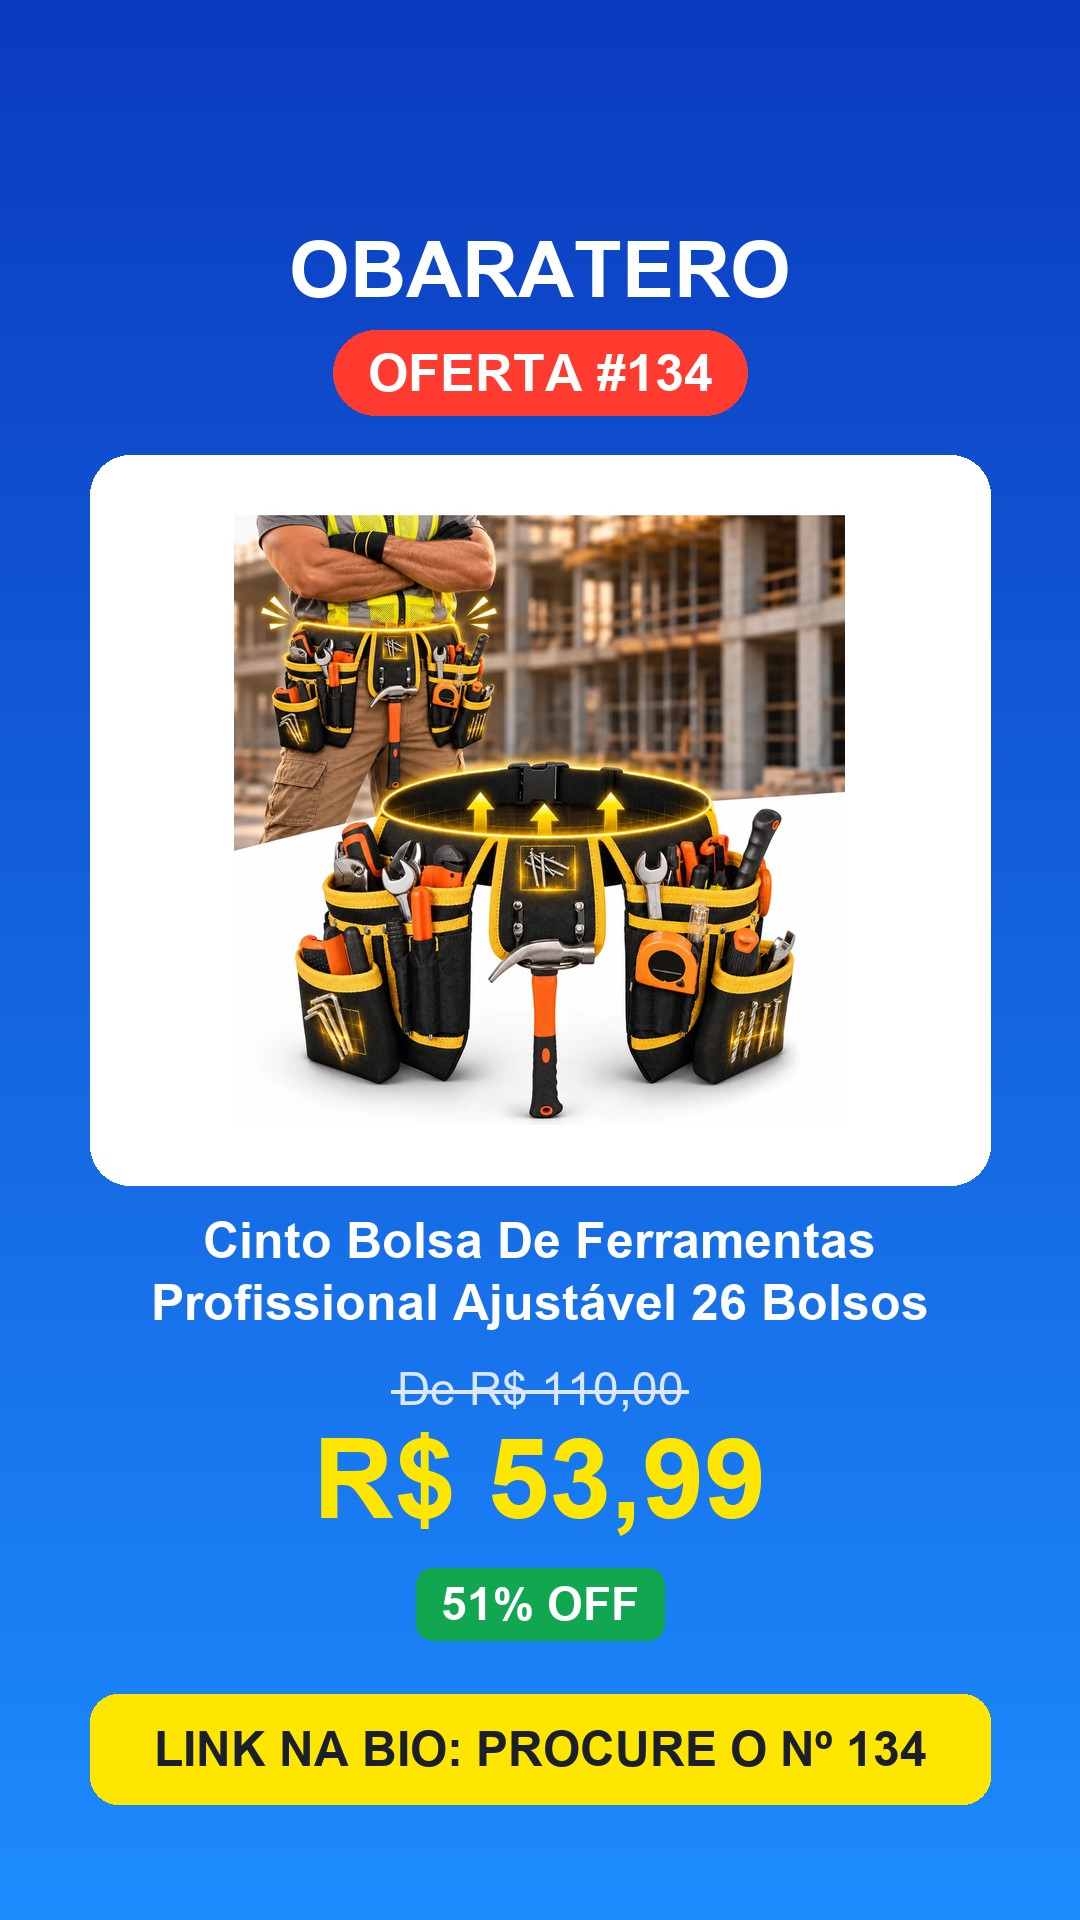 OBARATERO
OFERTA #134
Cinto Bolsa De Ferramentas
Profissional Ajustável 26 Bolsos
De R$ 110,00
R$ 53,99
51% OFF
LINK NA BIO: PROCURE O Nº 134